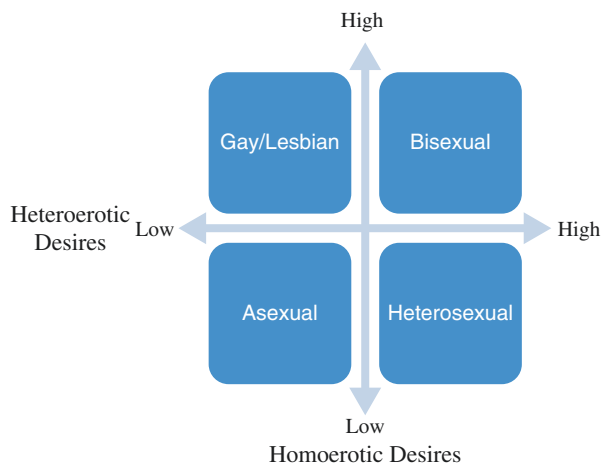 High
Gay/Lesbian
Bisexual
Heteroerotic
Desires
Low
High
Asexual
Heterosexual
Low
Homoerotic Desires